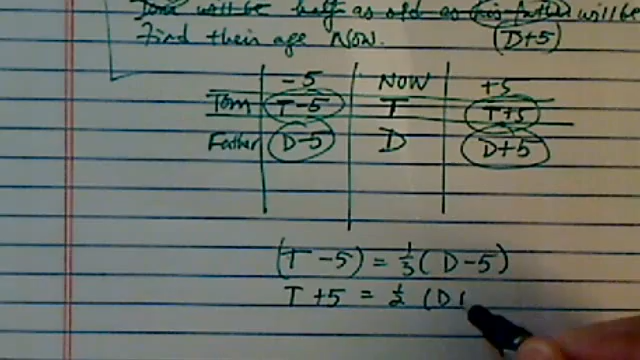 Tom will be half as old as his father will be
Find their age NOW. (D+5)
-5 NOW +5
Tom T-5 T T+5
Father D-5 D D+5
(T-5) = 1/3 (D-5)
T+5 = 1/2 (D